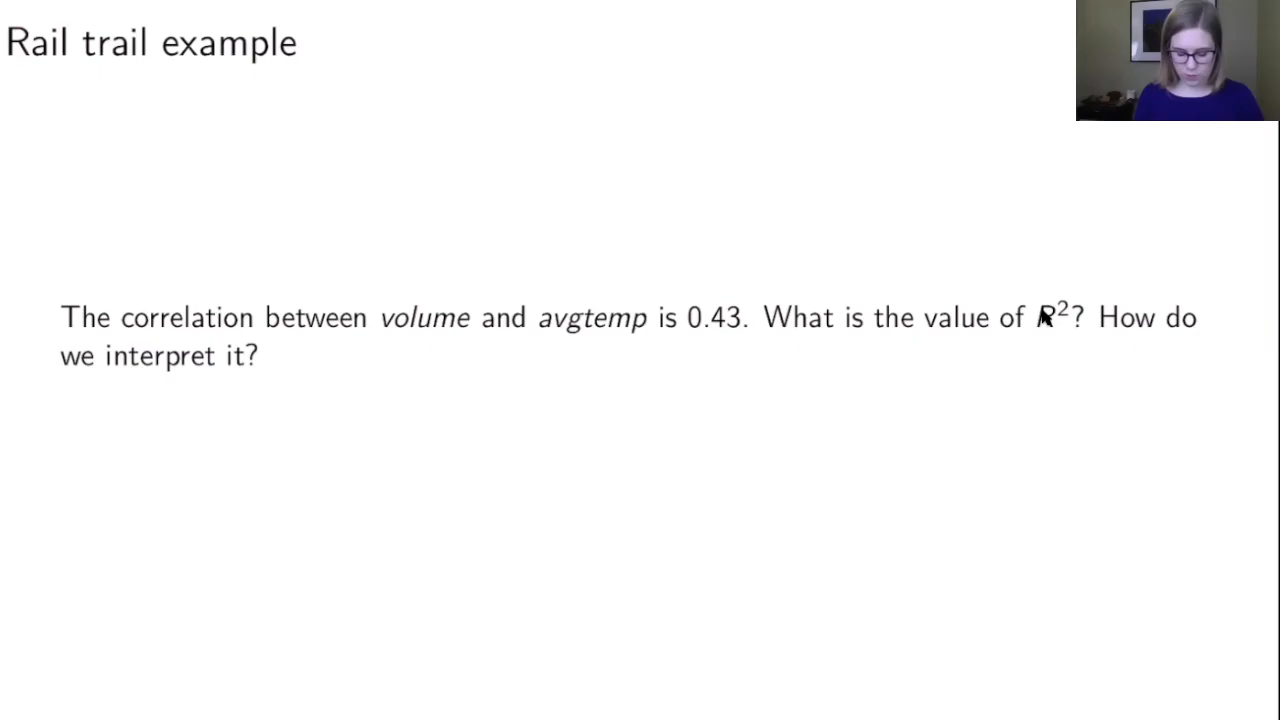 Rail trail example
The correlation between volume and avgtemp is 0.43. What is the value of R²? How do
we interpret it?